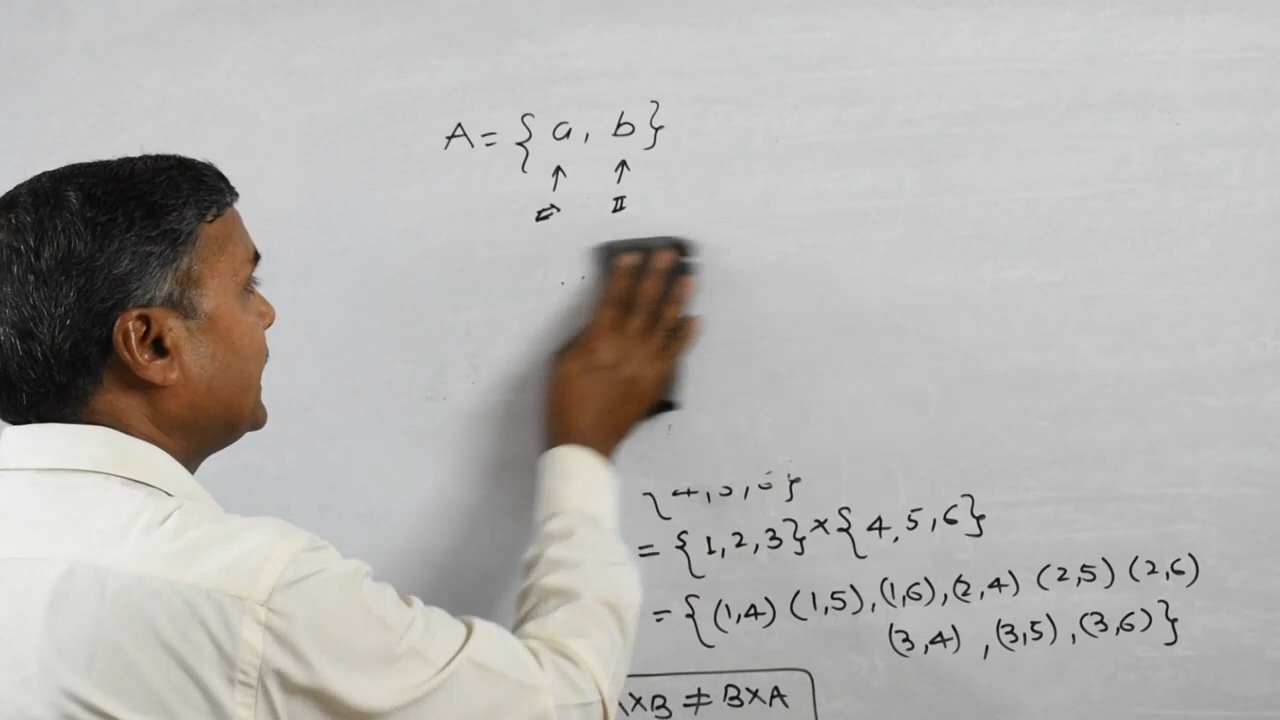 A = { a, b }
↑ ↑
II
= {1,2,3} × {4,5,6}
= {(1,4) (1,5), (1,6), (2,4) (2,5) (2,6)
(3,4) , (3,5) , (3,6)}
×B ≠ B×A